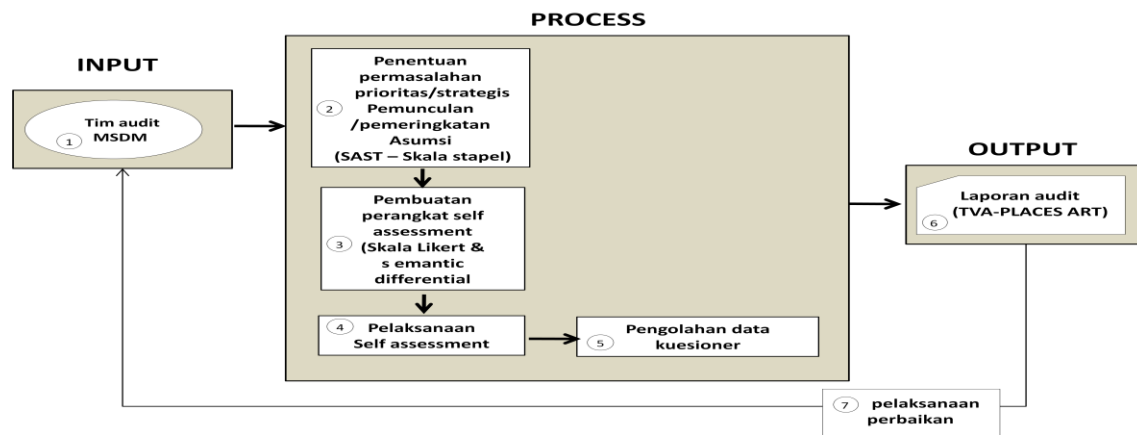 PROCESS
INPUT
1
Tim audit
MSDM
2
Penentuan
permasalahan
prioritas/strategis
Pemunculan
/pemeringkatan
Asumsi
(SAST – Skala stapel)
3
Pembuatan
perangkat self
assessment
(Skala Likert &
s emantic
differential
4
Pelaksanaan
Self assessment
5
Pengolahan data
kuesioner
OUTPUT
6
Laporan audit
(TVA-PLACES ART)
7
pelaksanaan
perbaikan